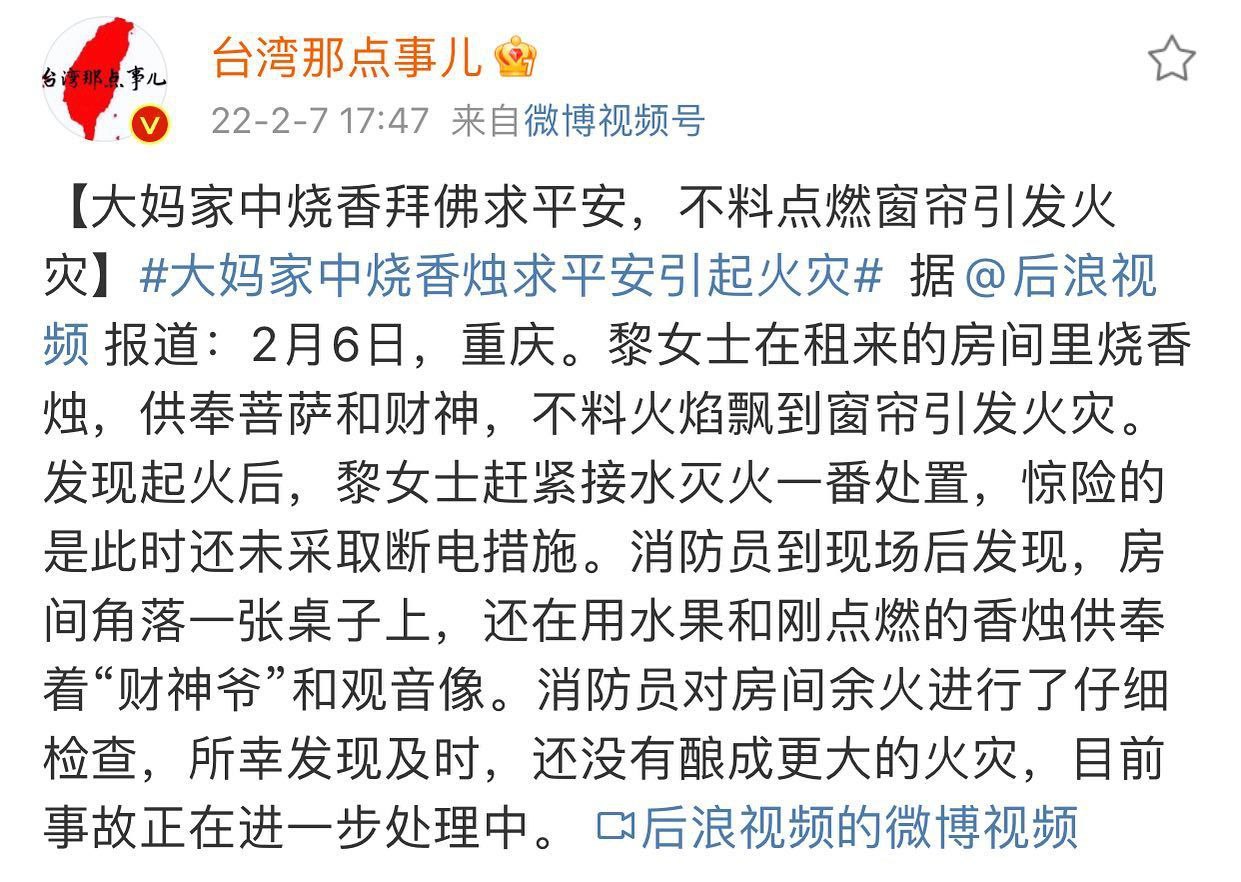 台湾那点事儿
台湾那点事儿
22-2-7 17:47 来自微博视频号
【大妈家中烧香拜佛求平安，不料点燃窗帘引发火
灾】#大妈家中烧香烛求平安引起火灾# 据@后浪视
频 报道：2月6日，重庆。黎女士在租来的房间里烧香
烛，供奉菩萨和财神，不料火焰飘到窗帘引发火灾。
发现起火后，黎女士赶紧接水灭火一番处置，惊险的
是此时还未采取断电措施。消防员到现场后发现，房
间角落一张桌子上，还在用水果和刚点燃的香烛供奉
着“财神爷”和观音像。消防员对房间余火进行了仔细
检查，所幸发现及时，还没有酿成更大的火灾，目前
事故正在进一步处理中。 后浪视频的微博视频